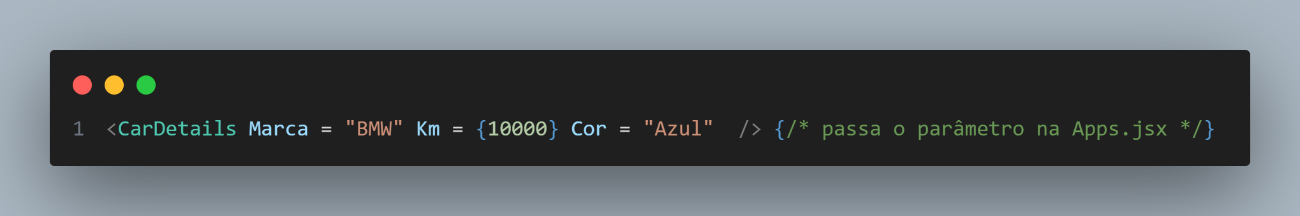 1 <CarDetails Marca = "BMW" Km = {10000} Cor = "Azul"  /> {/* passa o parâmetro na Apps.jsx */}